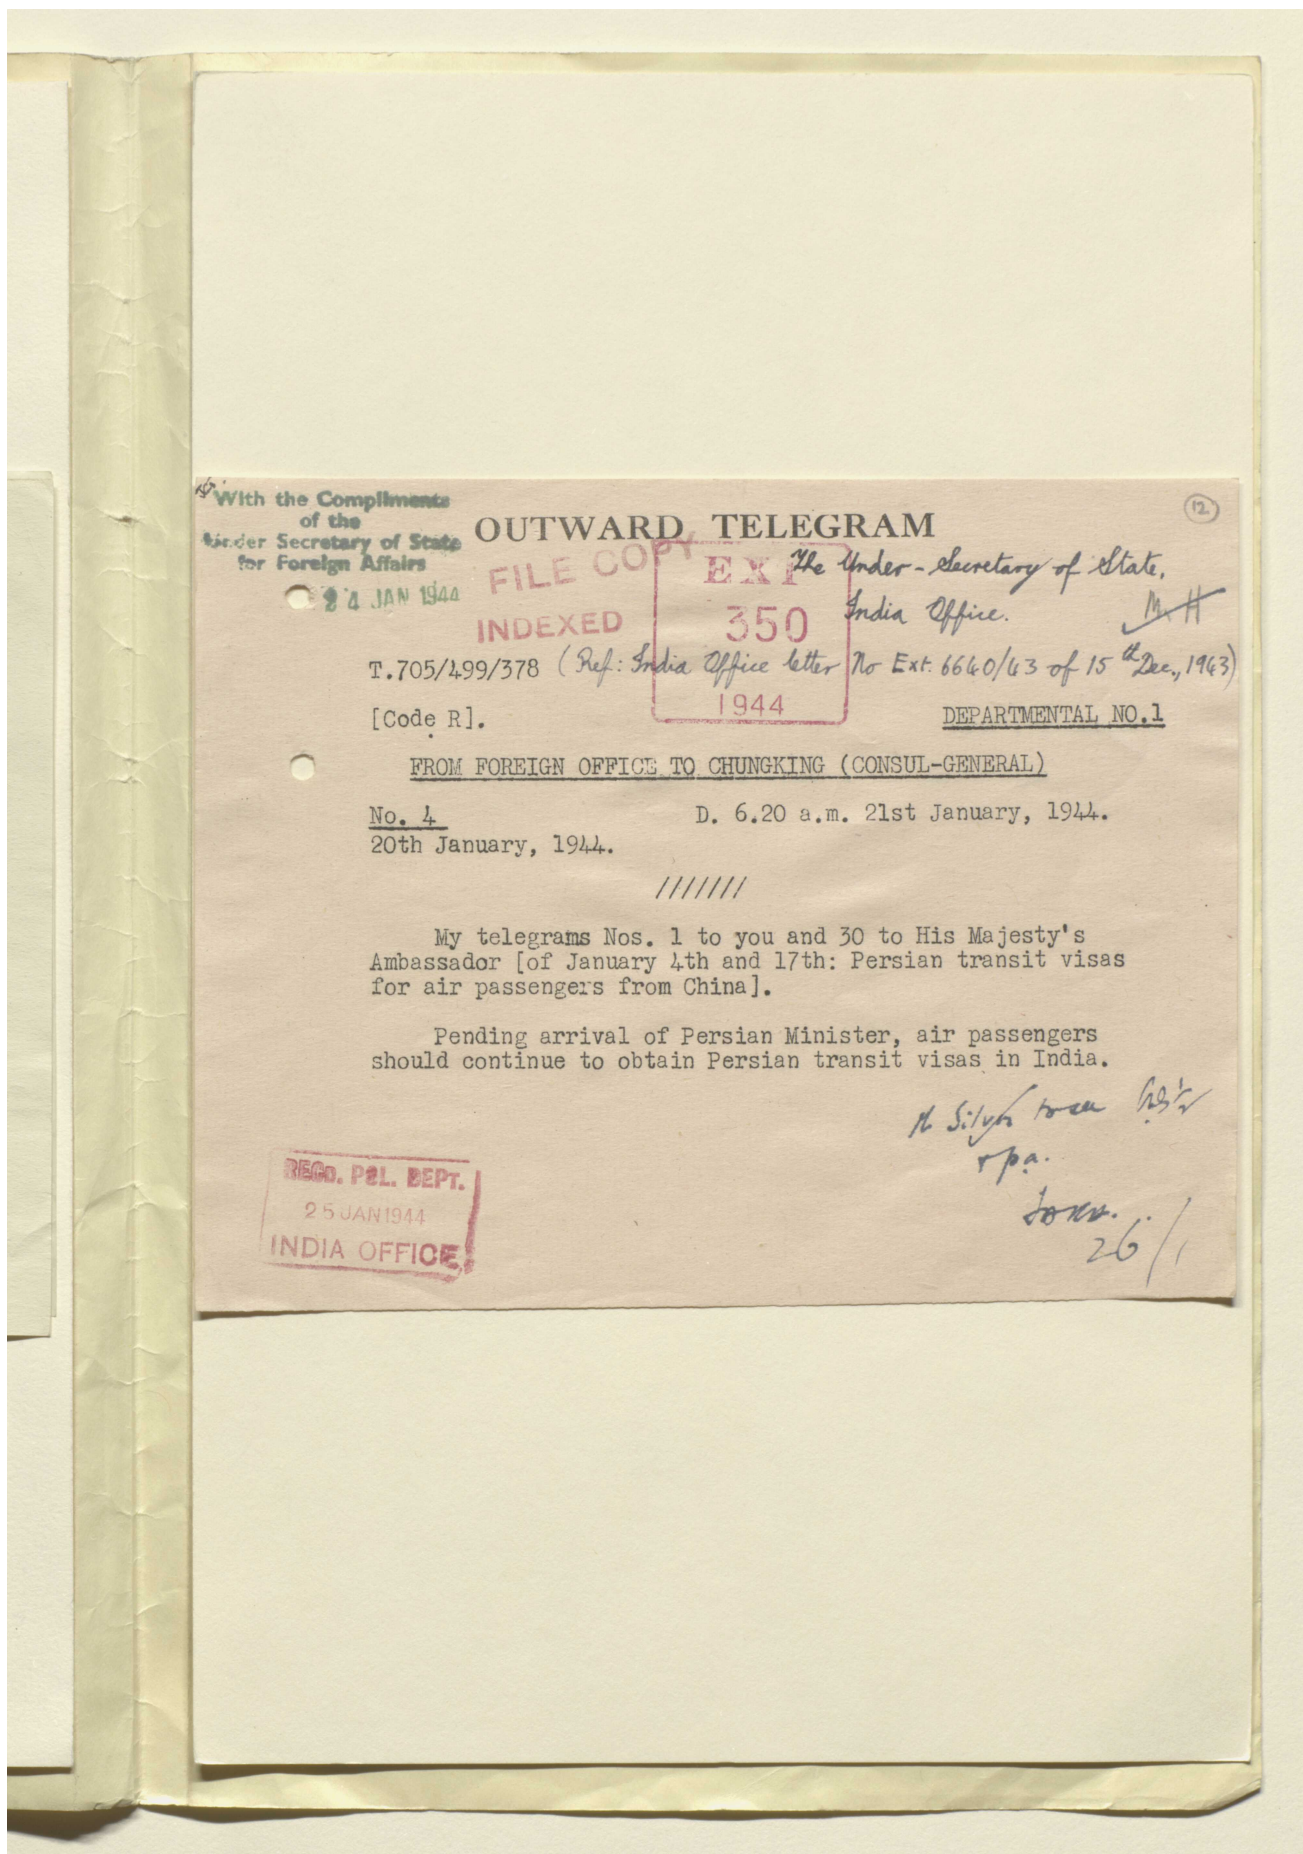 With the Compliments
of the
Under Secretary of State
for Foreign Affairs
24 JAN 1944
12
OUTWARD TELEGRAM
FILE COPY
INDEXED
EXT
350
1944
The Under-Secretary of State,
India Office.
T.705/499/378 (Ref: India Office letter No Ext. 6640/43 of 15th Dec., 1943)
[Code R].
DEPARTMENTAL NO.1
FROM FOREIGN OFFICE TO CHUNGKING (CONSUL-GENERAL)
No. 4
D. 6.20 a.m. 21st January, 1944.
20th January, 1944.
///////
My telegrams Nos. 1 to you and 30 to His Majesty's
Ambassador [of January 4th and 17th: Persian transit visas
for air passengers from China].
Pending arrival of Persian Minister, air passengers
should continue to obtain Persian transit visas in India.
Silver to see
p.a.
26/1
REGD. POL. DEPT.
25 JAN 1944
INDIA OFFICE